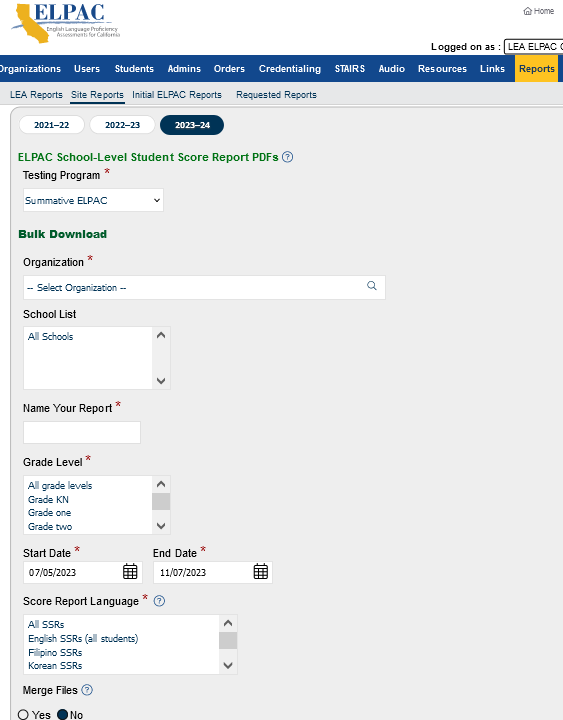 ELPAC
English Language Proficiency
Assessments for California
Home
Logged on as : LEA ELPAC
Organizations Users Students Admins Orders Credentialing STAIRS Audio Resources Links Reports
LEA Reports Site Reports Initial ELPAC Reports Requested Reports
2021–22 2022–23 2023–24
ELPAC School-Level Student Score Report PDFs ?
Testing Program *
Summative ELPAC
Bulk Download
Organization *
-- Select Organization --
School List
All Schools
Name Your Report *
Grade Level *
All grade levels
Grade KN
Grade one
Grade two
Start Date * End Date *
07/05/2023 11/07/2023
Score Report Language * ?
All SSRs
English SSRs (all students)
Filipino SSRs
Korean SSRs
Merge Files ?
Yes No